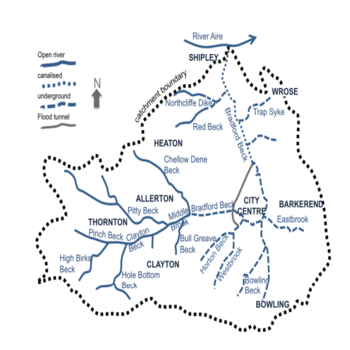 River Aire
Open river
SHIPLEY
canalised
underground
N
Flood tunnel
catchment boundary
WROSE
Northcliffe Dike
Trap Syke
Bradford Beck
Red Beck
HEATON
Chellow Dene
Beck
ALLERTON
Pitty Beck
Middle
Brook
Bradford Beck
CITY
CENTRE
BARKEREND
Eastbrook
THORNTON
Pinch Beck
Clayton
Beck
Bull Greave
Beck
Horton Beck
Westbrook
High Birks
Beck
CLAYTON
Hole Bottom
Beck
Bowling
Beck
BOWLING